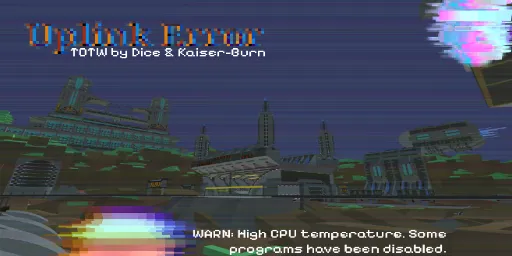 Uplink Error
TOTW by Dice & Kaiser-Burn
WARN: High CPU temperature. Some
programs have been disabled.